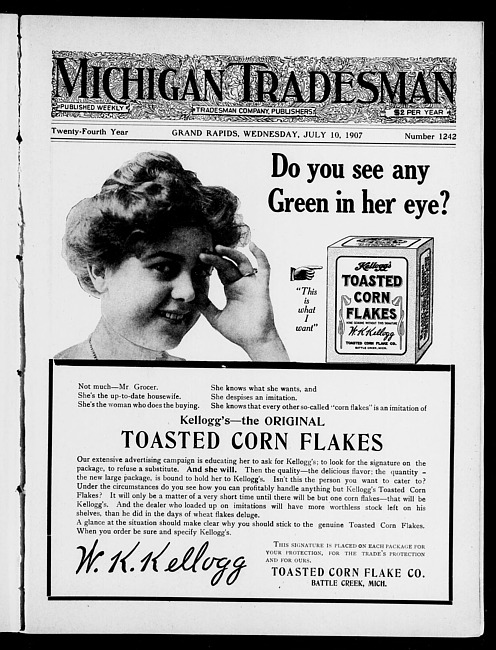 MICHIGAN TRADESMAN
PUBLISHED WEEKLY
TRADESMAN COMPANY, PUBLISHERS
$2 PER YEAR
Twenty-Fourth Year
GRAND RAPIDS, WEDNESDAY, JULY 10, 1907
Number 1242
Do you see any
Green in her eye?
"This
is
what
I
want"
Kellogg's
TOASTED
CORN
FLAKES
NONE GENUINE WITHOUT THIS SIGNATURE
W.K.Kellogg
TOASTED CORN FLAKE CO.
BATTLE CREEK, MICH.
Not much—Mr Grocer.
She's the up-to-date housewife.
She's the woman who does the buying.
She knows what she wants, and
She despises an imitation.
She knows that every other so-called "corn flakes" is an imitation of
Kellogg's—the ORIGINAL
TOASTED CORN FLAKES
Our extensive advertising campaign is educating her to ask for Kellogg's; to look for the signature on the
package, to refuse a substitute. And she will. Then the quality—the delicious flavor; the quantity -
the new large package, is bound to hold her to Kellogg's. Isn't this the person you want to cater to?
Under the circumstances do you see how you can profitably handle anything but Kellogg's Toasted Corn
Flakes? It will only be a matter of a very short time until there will be but one corn flakes—that will be
Kellogg's. And the dealer who loaded up on imitations will have more worthless stock left on his
shelves, than he did in the days of wheat flakes deluge.
A glance at the situation should make clear why you should stick to the genuine Toasted Corn Flakes.
When you order be sure and specify Kellogg's.
W. K. Kellogg
THIS SIGNATURE IS PLACED ON EACH PACKAGE FOR
YOUR PROTECTION, FOR THE TRADE'S PROTECTION
AND FOR OURS.
TOASTED CORN FLAKE CO.
BATTLE CREEK, MICH.